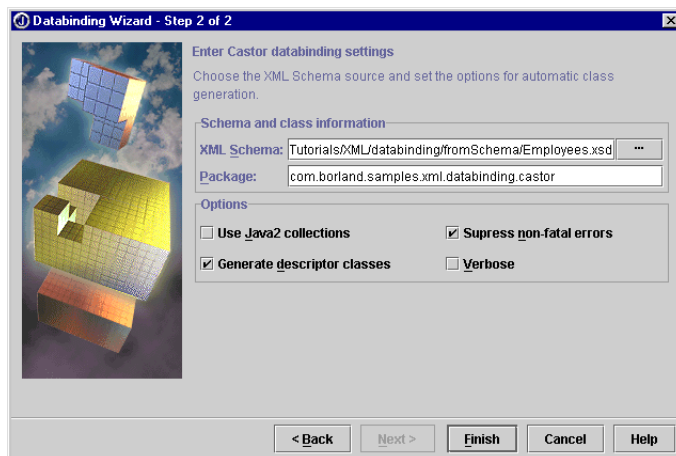 Databinding Wizard - Step 2 of 2
Enter Castor databinding settings
Choose the XML Schema source and set the options for automatic class
generation.
Schema and class information
XML Schema: Tutorials/XML/databinding/fromSchema/Employees.xsd ...
Package: com.borland.samples.xml.databinding.castor
Options
Use Java2 collections Supress non-fatal errors
Generate descriptor classes Verbose
< Back Next > Finish Cancel Help